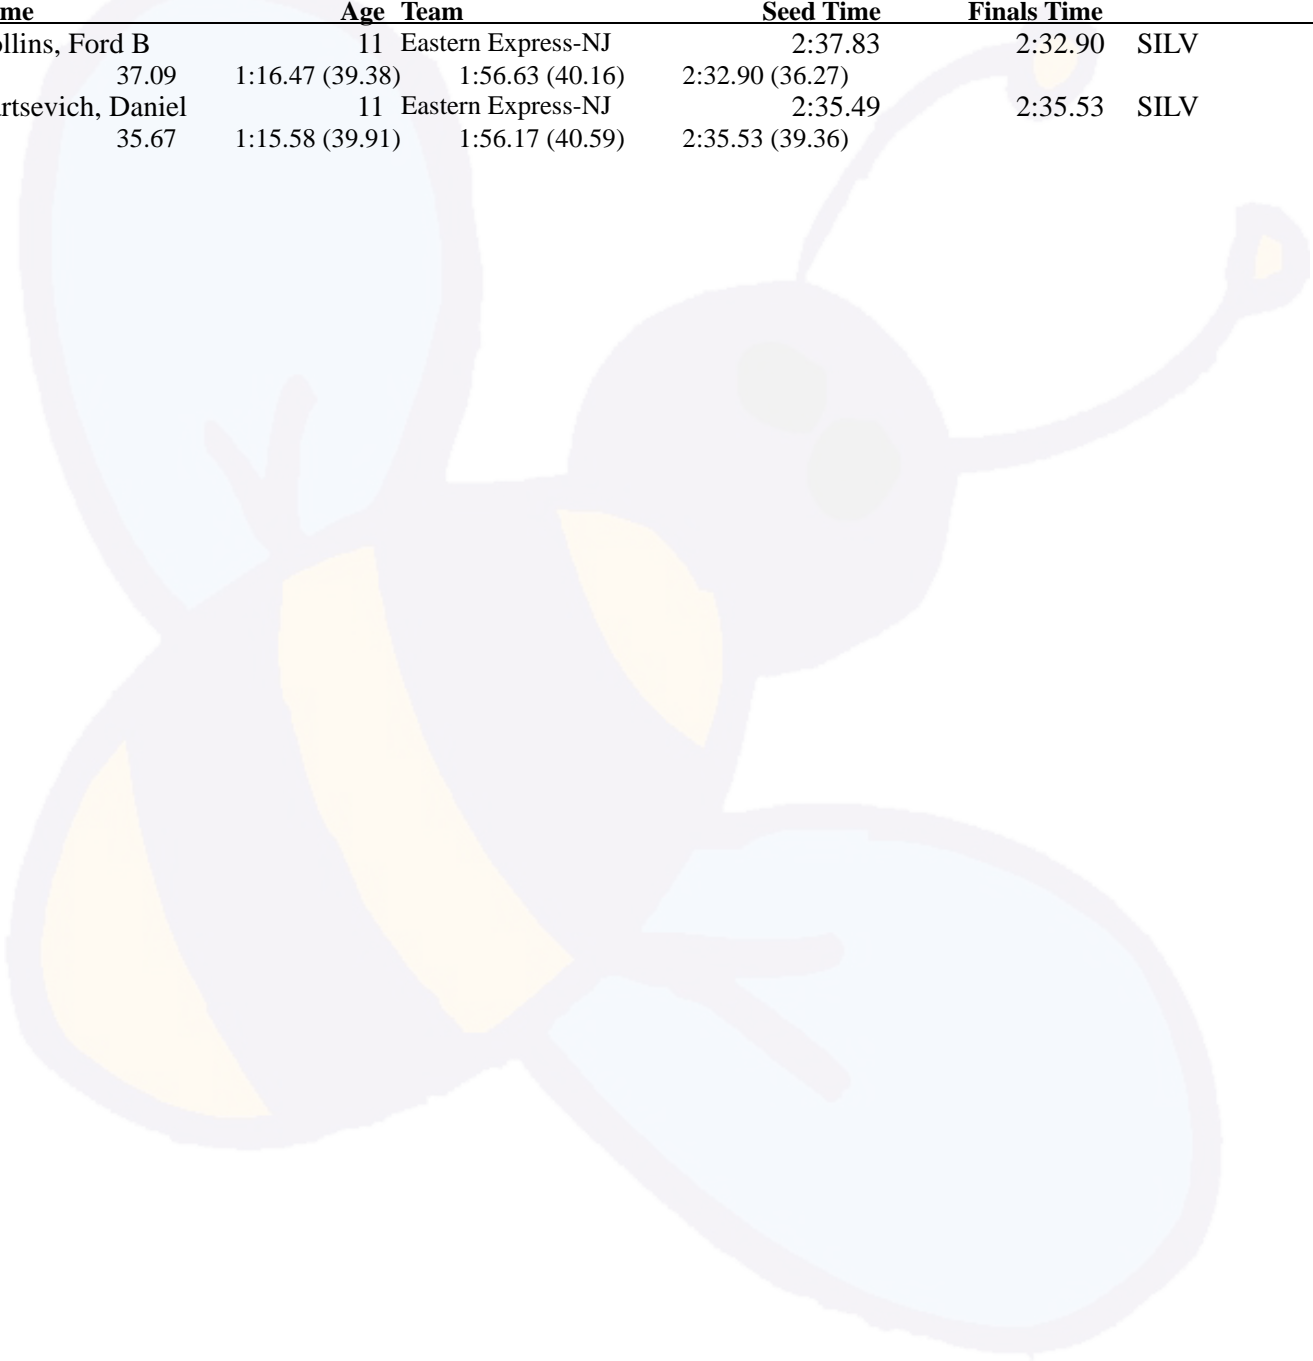 me Age Team Seed Time Finals Time
ollins, Ford B 11 Eastern Express-NJ 2:37.83 2:32.90 SILV
37.09 1:16.47 (39.38) 1:56.63 (40.16) 2:32.90 (36.27)
artsevich, Daniel 11 Eastern Express-NJ 2:35.49 2:35.53 SILV
35.67 1:15.58 (39.91) 1:56.17 (40.59) 2:35.53 (39.36)